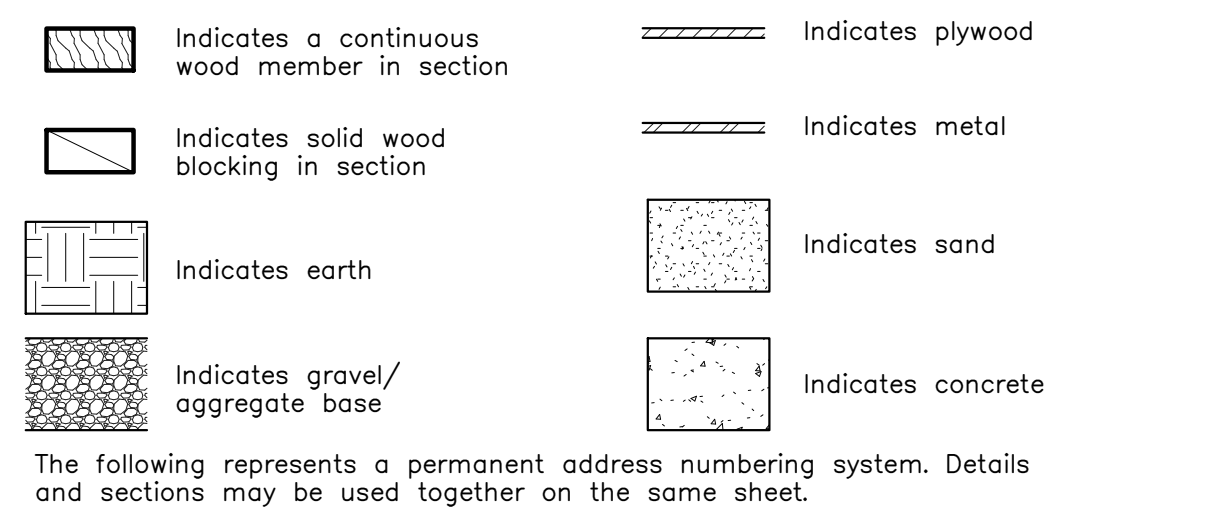 Indicates a continuous
wood member in section
Indicates solid wood
blocking in section
Indicates earth
Indicates gravel/
aggregate base
Indicates plywood
Indicates metal
Indicates sand
Indicates concrete
The following represents a permanent address numbering system. Details
and sections may be used together on the same sheet.